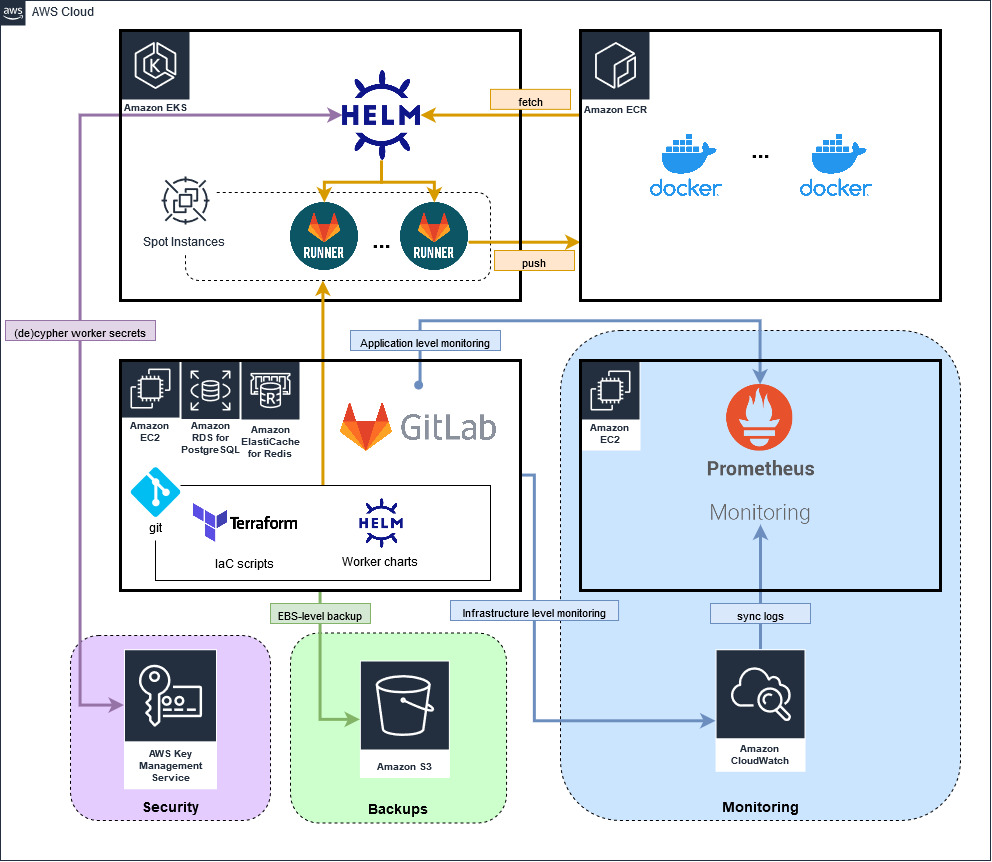 aws
AWS Cloud
Amazon EKS
K
HELM
fetch
Amazon ECR
docker
...
docker
Spot Instances
RUNNER
...
RUNNER
push
(de)cypher worker secrets
Application level monitoring
Amazon
EC2
Amazon
RDS for
PostgreSQL
R
Amazon
ElastiCache
for Redis
GitLab
Amazon
EC2
Prometheus
Monitoring
git
Terraform
IaC scripts
HELM
Worker charts
EBS-level backup
Infrastructure level monitoring
sync logs
AWS Key
Management
Service
Security
Amazon S3
Backups
Amazon
CloudWatch
Monitoring